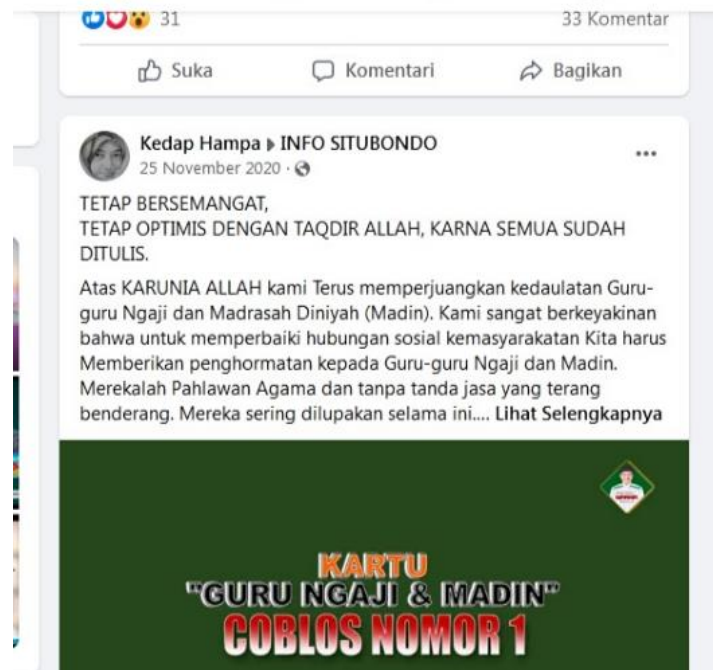 31
33 Komentar
Suka
Komentari
Bagikan
Kedap Hampa ▸ INFO SITUBONDO
25 November 2020 ·
TETAP BERSEMANGAT,
TETAP OPTIMIS DENGAN TAQDIR ALLAH, KARNA SEMUA SUDAH
DITULIS.
Atas KARUNIA ALLAH kami Terus memperjuangkan kedaulatan Guru-
guru Ngaji dan Madrasah Diniyah (Madin). Kami sangat berkeyakinan
bahwa untuk memperbaiki hubungan sosial kemasyarakatan Kita harus
Memberikan penghormatan kepada Guru-guru Ngaji dan Madin.
Merekalah Pahlawan Agama dan tanpa tanda jasa yang terang
benderang. Mereka sering dilupakan selama ini.... Lihat Selengkapnya
KARTU
"GURU NGAJI & MADIN"
COBLOS NOMOR 1